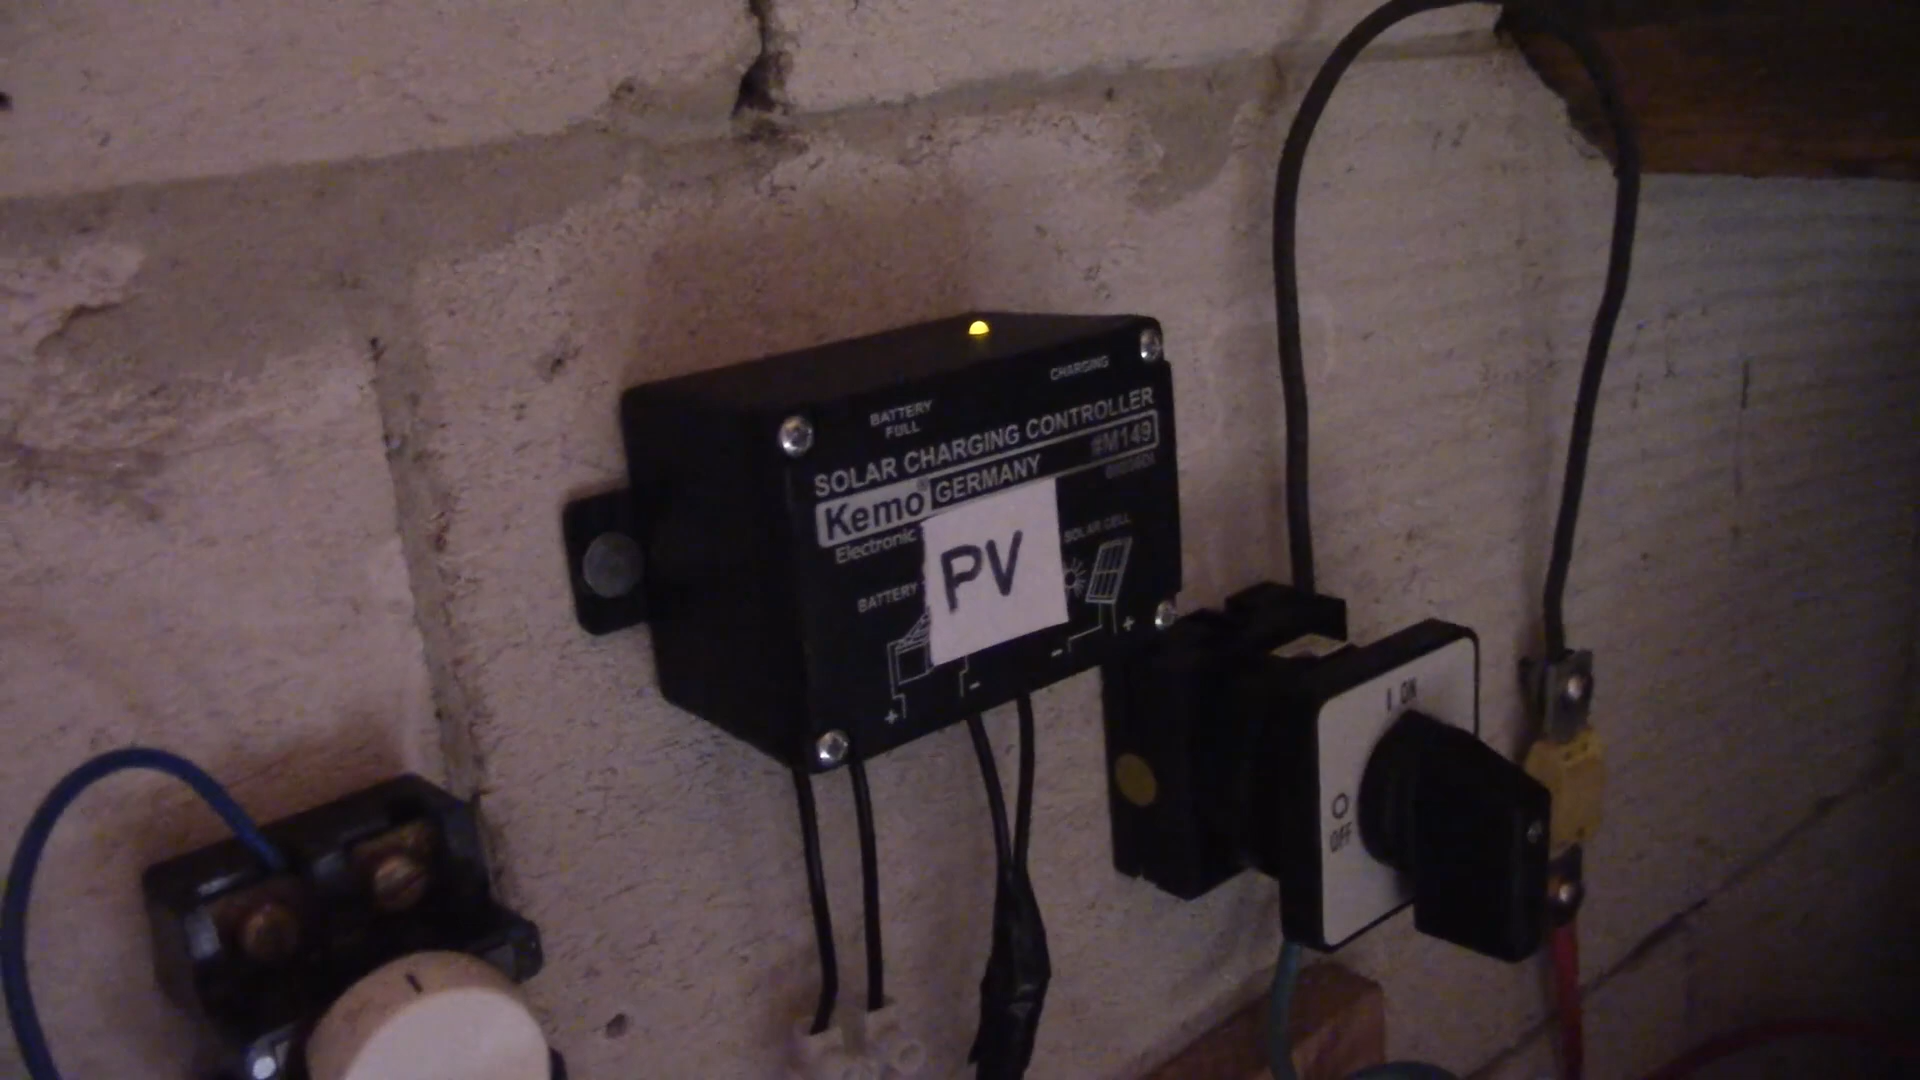 CHARGING
BATTERY
FULL
SOLAR CHARGING CONTROLLER
Kemo® GERMANY #M149
Electronic
PV
SOLAR CELL
BATTERY
+
-
-
+
I ON
O
OFF